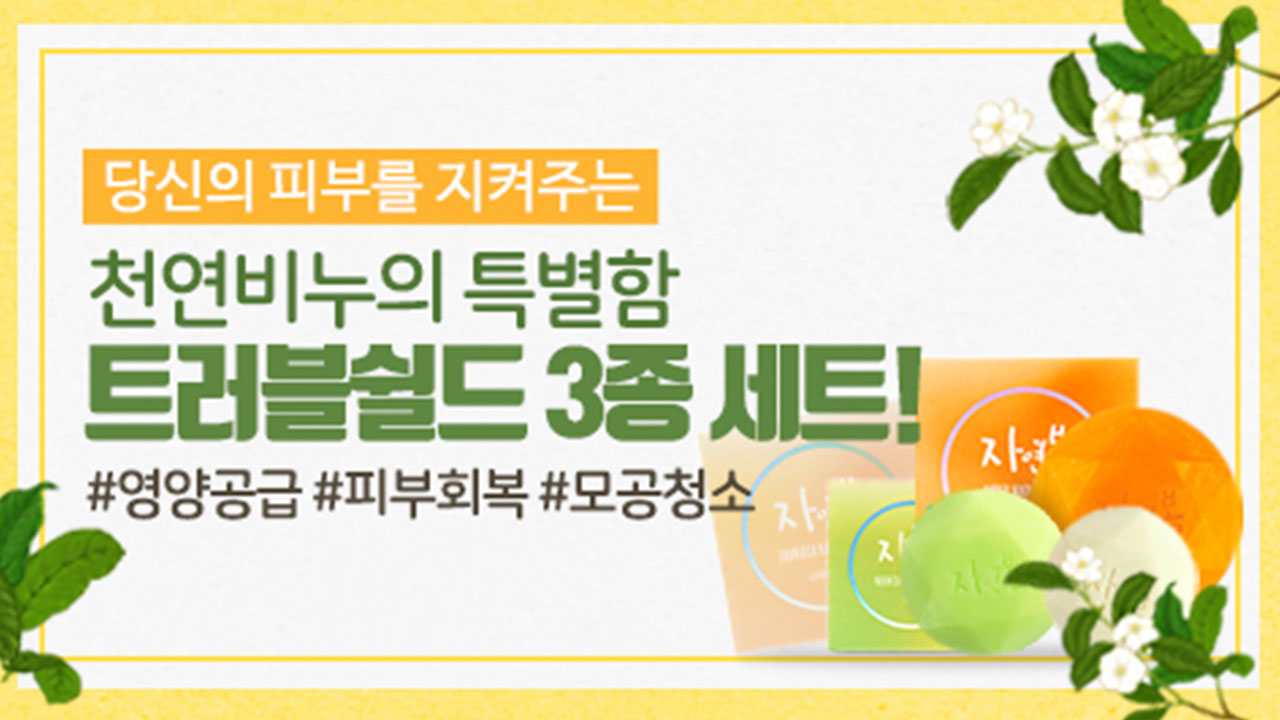 당신의 피부를 지켜주는
천연비누의 특별함
트러블쉴드 3종 세트!
#영양공급 #피부회복 #모공청소